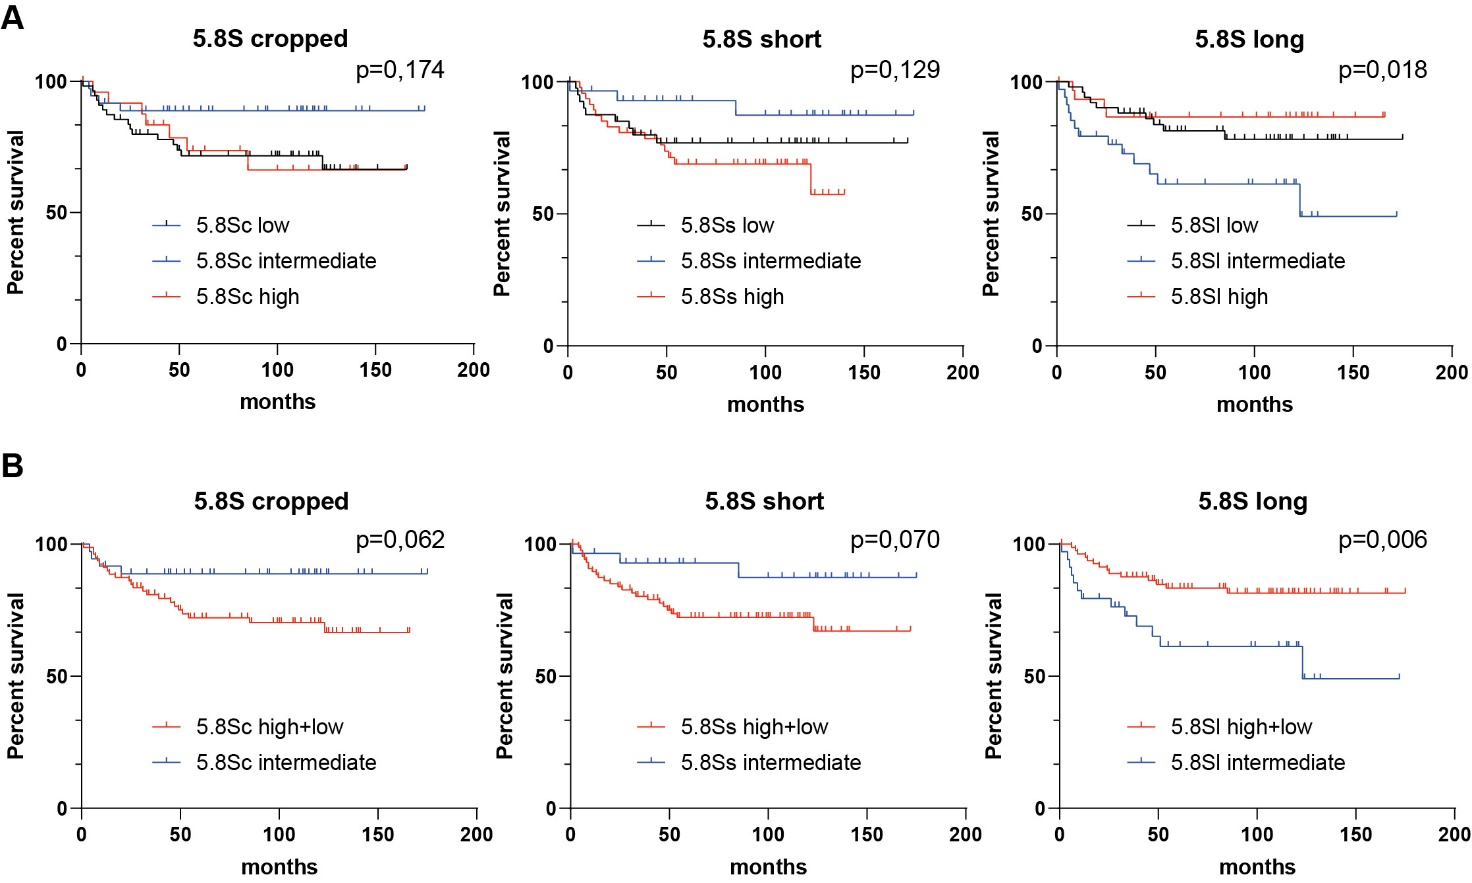 A
5.8S cropped
p=0,174
100
50
0
Percent survival
5.8Sc low
5.8Sc intermediate
5.8Sc high
0 50 100 150 200
months
5.8S short
p=0,129
100
50
0
Percent survival
5.8Ss low
5.8Ss intermediate
5.8Ss high
0 50 100 150 200
months
5.8S long
p=0,018
100
50
0
Percent survival
5.8Sl low
5.8Sl intermediate
5.8Sl high
0 50 100 150 200
months
B
5.8S cropped
p=0,062
100
50
0
Percent survival
5.8Sc high+low
5.8Sc intermediate
0 50 100 150 200
months
5.8S short
p=0,070
100
50
0
Percent survival
5.8Ss high+low
5.8Ss intermediate
0 50 100 150 200
months
5.8S long
p=0,006
100
50
0
Percent survival
5.8Sl high+low
5.8Sl intermediate
0 50 100 150 200
months